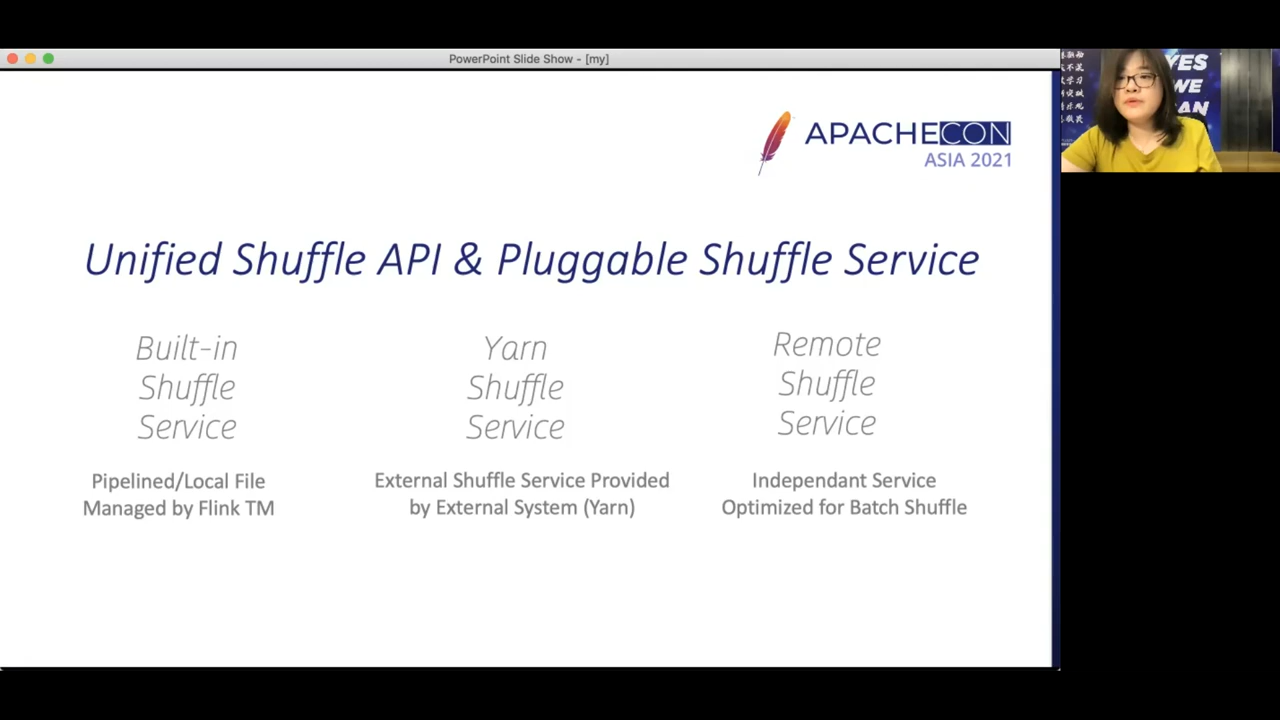 PowerPoint Slide Show - [my]
APACHECON
ASIA 2021
Unified Shuffle API & Pluggable Shuffle Service
Built-in
Shuffle
Service
Pipelined/Local File
Managed by Flink TM
Yarn
Shuffle
Service
External Shuffle Service Provided
by External System (Yarn)
Remote
Shuffle
Service
Independant Service
Optimized for Batch Shuffle
YES
WE